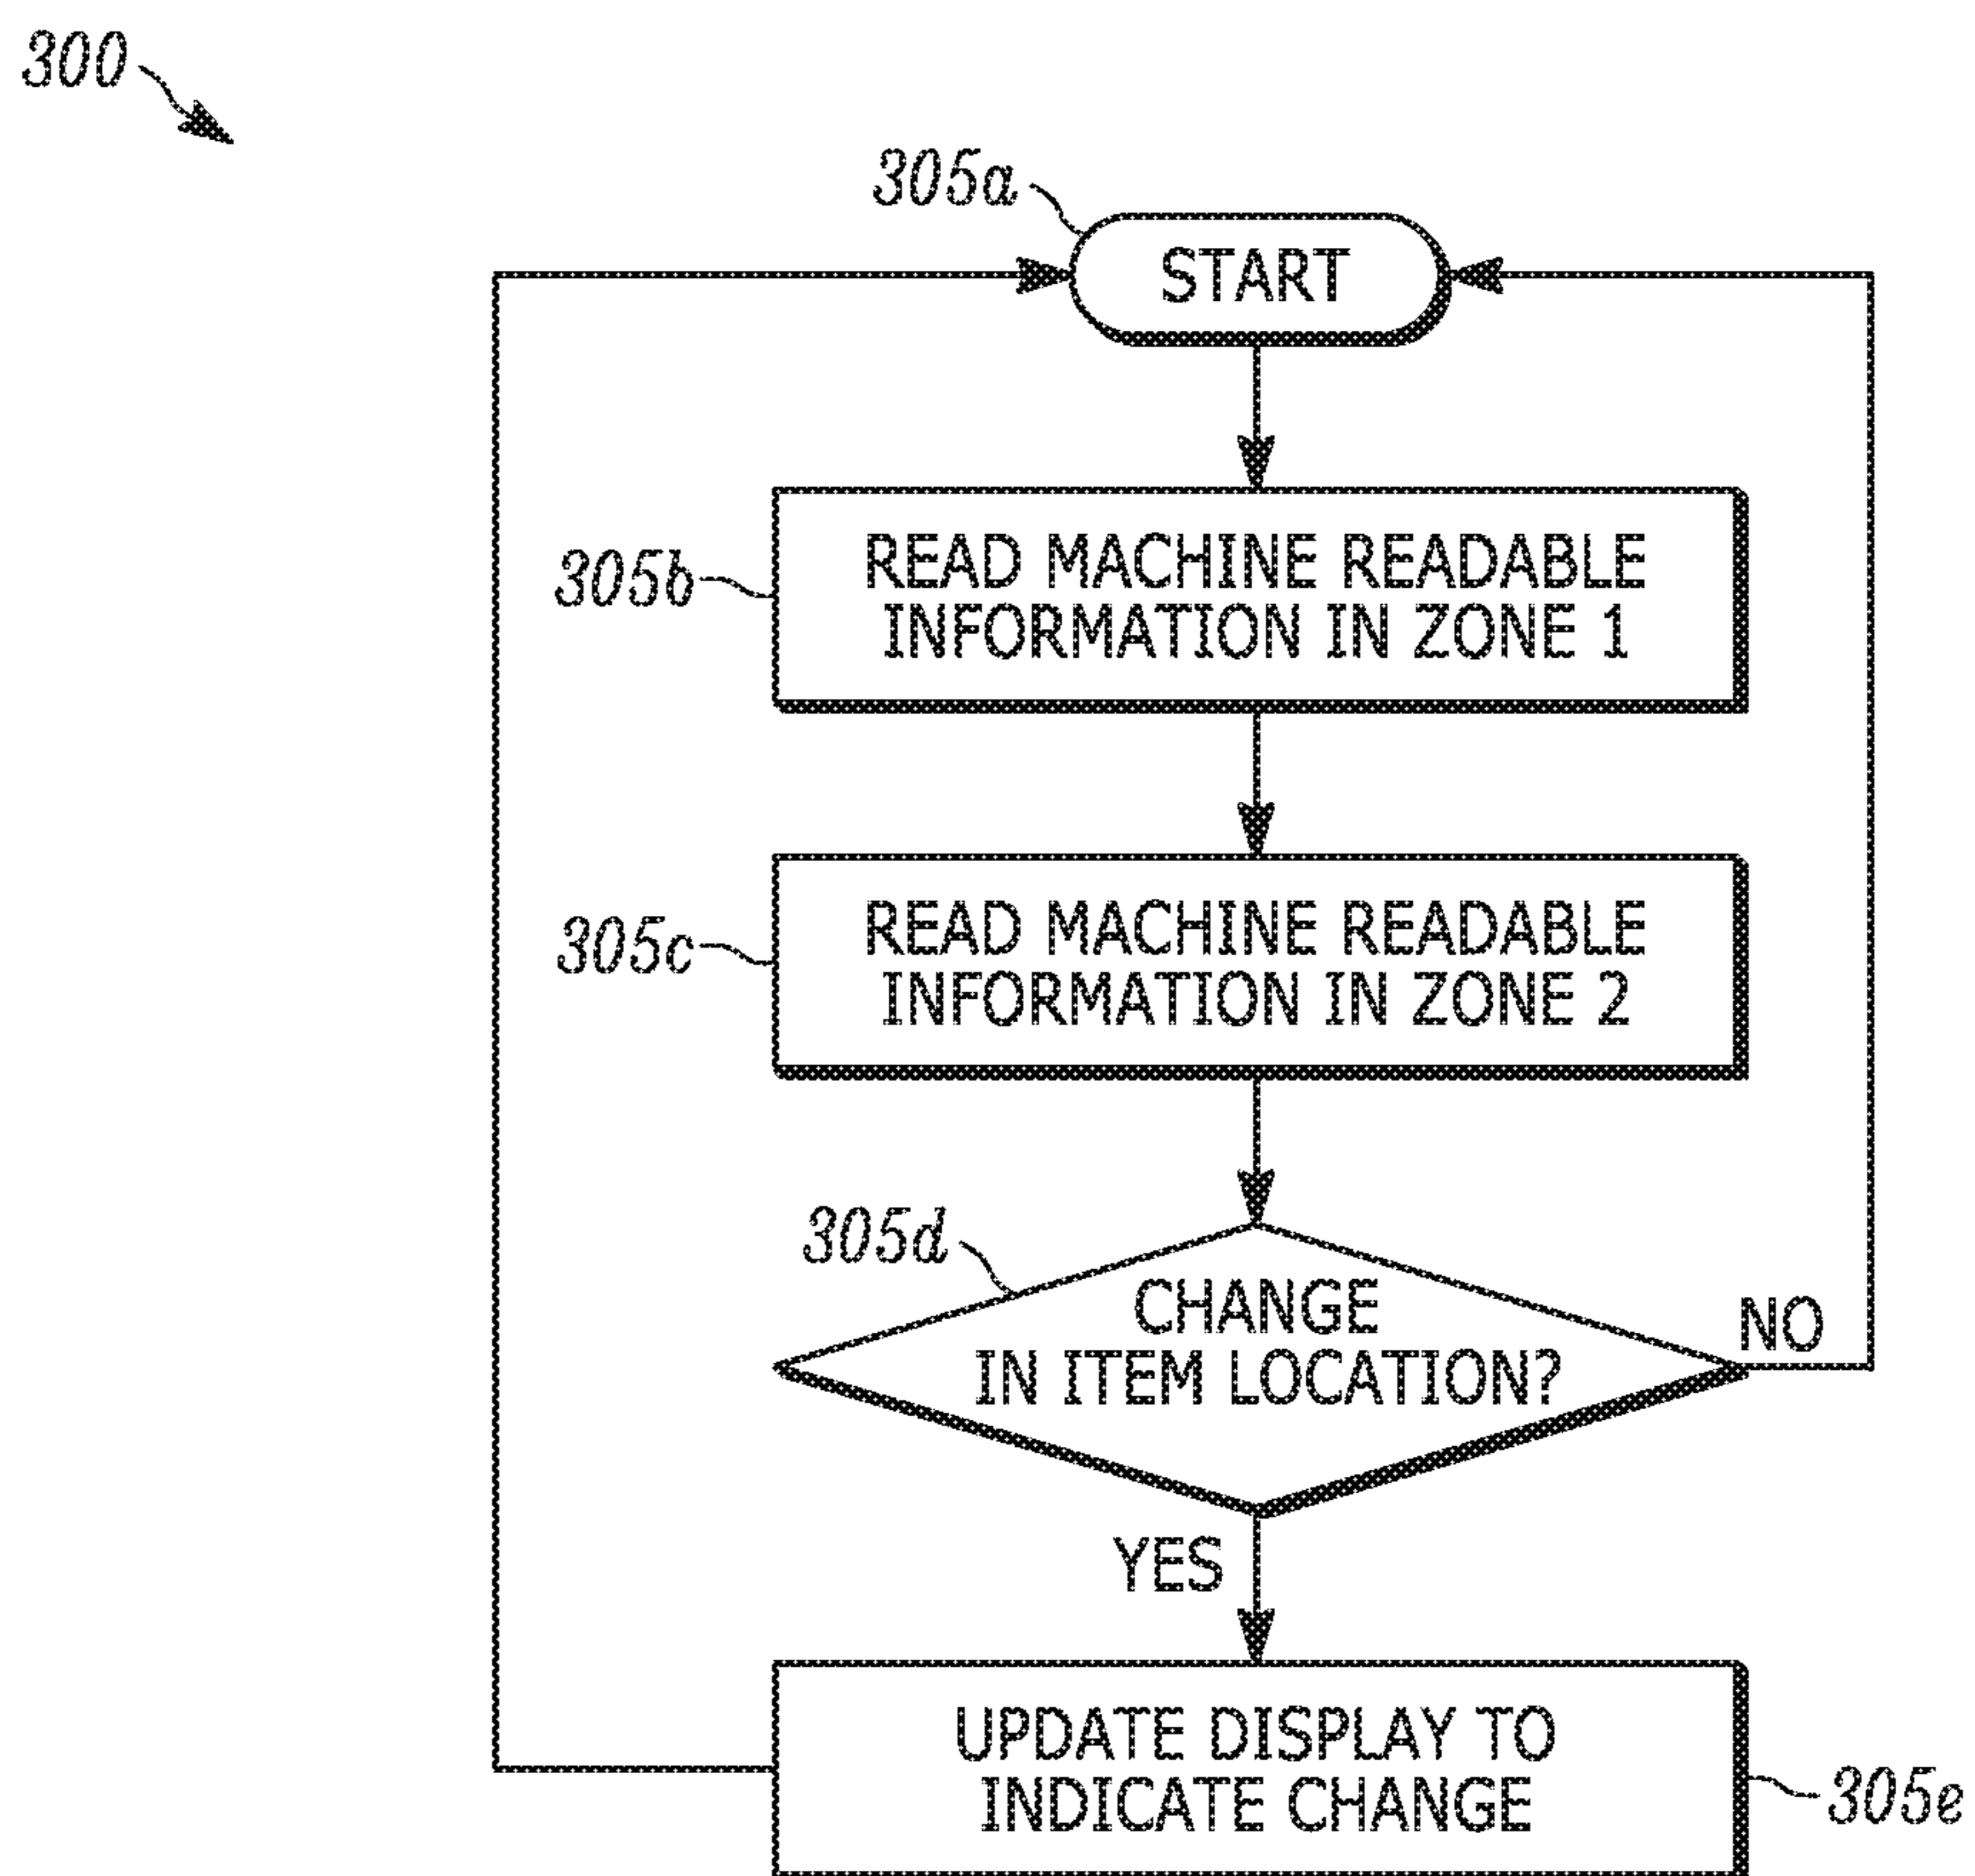 300
305a
START
305b
READ MACHINE READABLE
INFORMATION IN ZONE 1
305c
READ MACHINE READABLE
INFORMATION IN ZONE 2
305d
CHANGE
IN ITEM LOCATION?
NO
YES
UPDATE DISPLAY TO
INDICATE CHANGE
305e